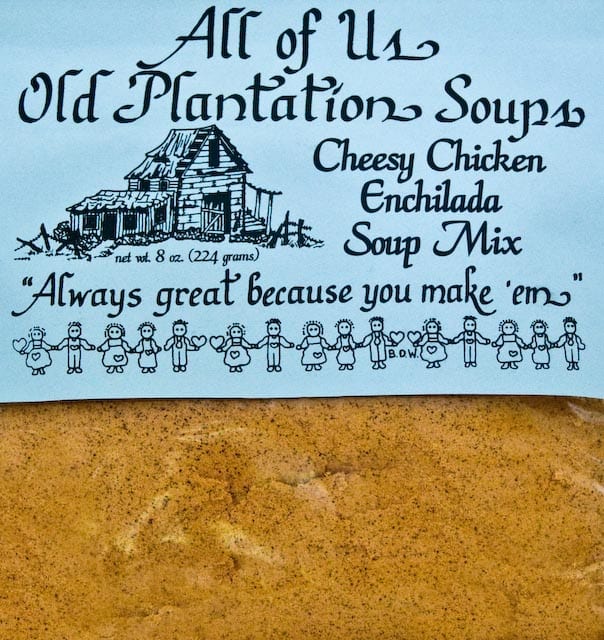 All of Us
Old Plantation Soups
Cheesy Chicken
Enchilada
Soup Mix
net wt. 8 oz. (224 grams)
"Always great because you make 'em"
B.D.W.